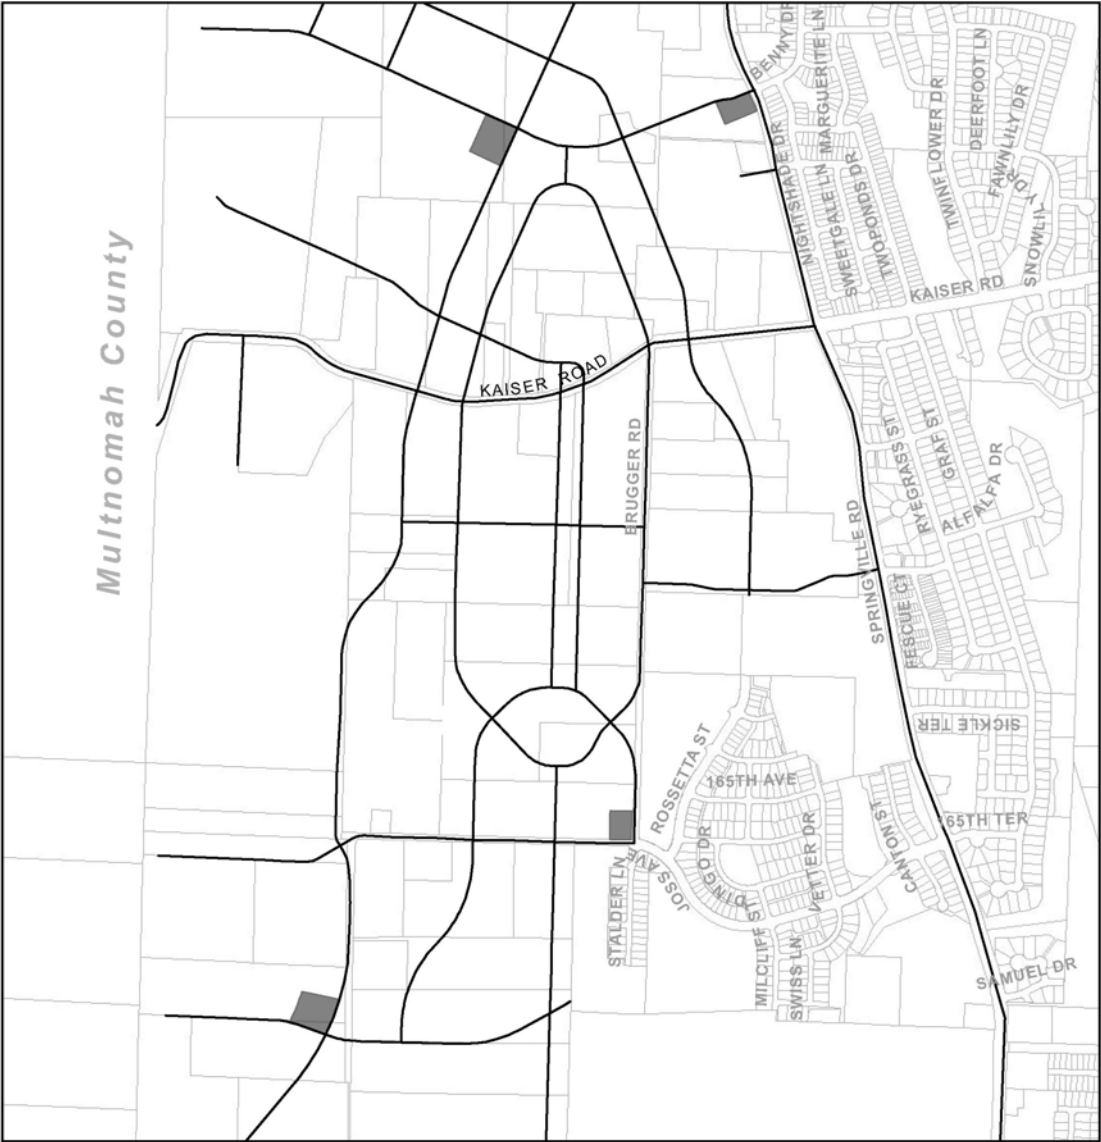 BENNY DR
MARGUERITE LN
DEERFOOT LN
TWINFLOWER DR
FAWNLILY DR
LILY DR
NIGHTSHADE DR
SWEETGALE LN
TWOPONDS DR
SNOWLILY DR
KAISER RD
Multnomah County
KAISER ROAD
BRUGGER RD
RYEGRASS ST
GRAF ST
ALFALFA DR
SPRINGVILLE RD
FESCUE CT
SICKLE TER
ROSSETTA ST
165TH AVE
165TH TER
DINGO DR
VETTER DR
CANTON ST
JOSS AVE
STALDER LN
MILCLIFF ST
SWISS LN
SAMUEL DR